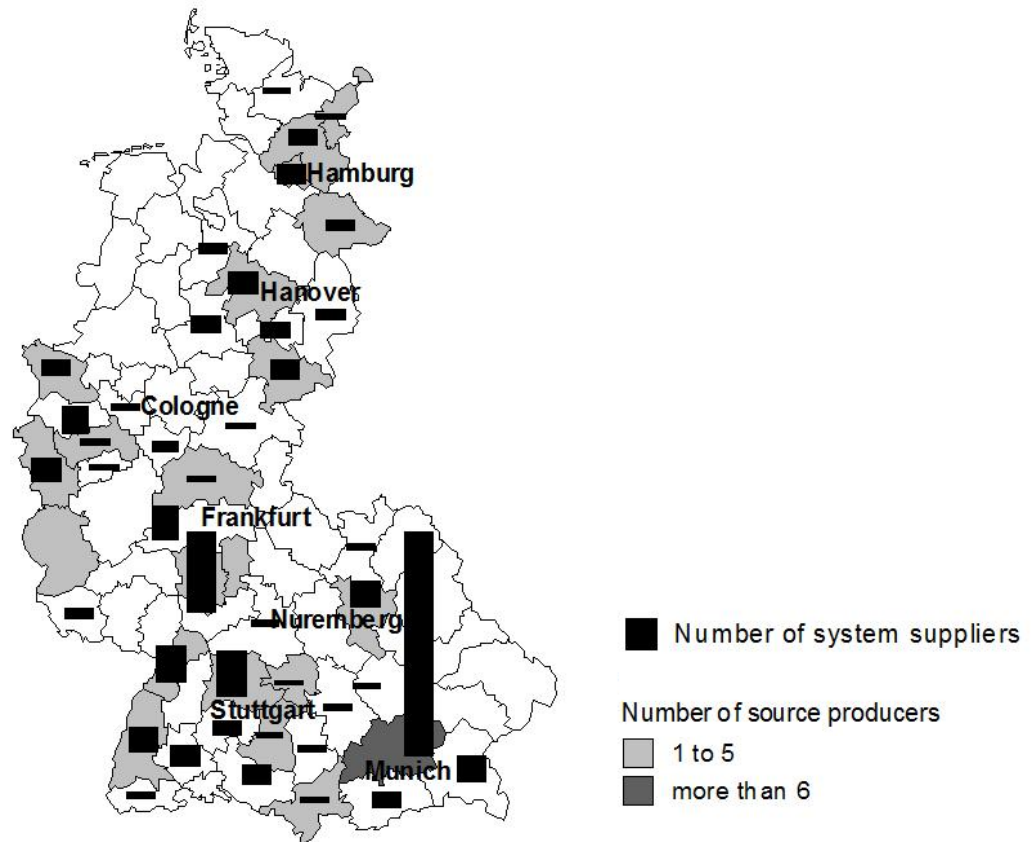 Hamburg
Hanover
Cologne
Frankfurt
Nuremberg
Stuttgart
Munich
Number of system suppliers
Number of source producers
1 to 5
more than 6